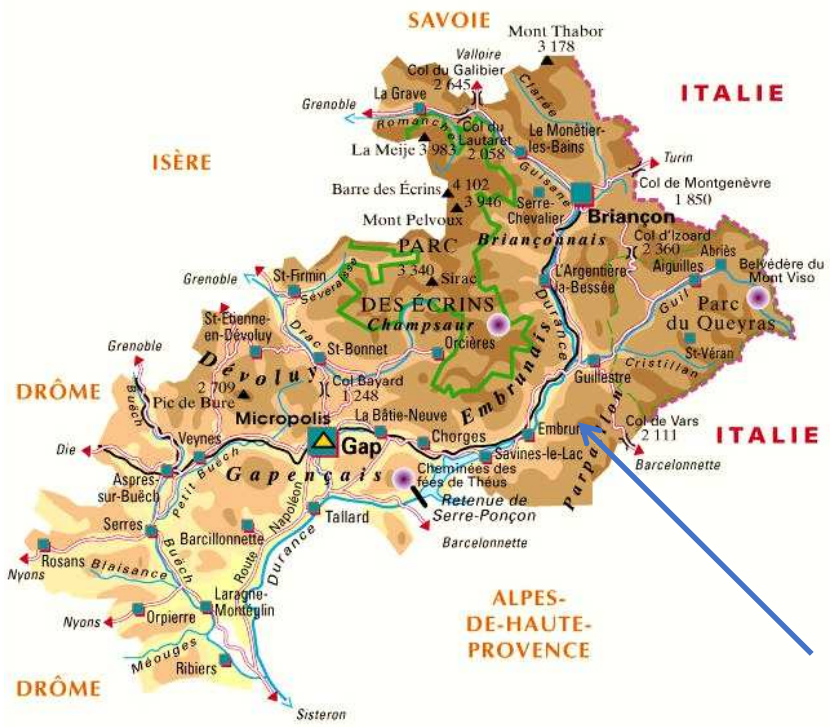 SAVOIE
Mont Thabor
3 178
Valloire
Col du Galibier
2 645
ITALIE
La Grave
Grenoble
Romanche
Clarée
Col du
Lautaret
2 058
Le Monêtier-
les-Bains
La Meije 3 983
ISÈRE
Guisane
Turin
Barre des Écrins
4 102
3 946
Mont Pelvoux
Serre-
Chevalier
Col de Montgenèvre
1 850
Briançon
Briançonnais
PARC
DES ÉCRINS
3 340
Sirac
Col d'Izoard
2 360
Abriès
Aiguilles
Belvédère du
Mont Viso
St-Firmin
Séveraisse
Grenoble
L'Argentière-
la-Bessée
Durance
Guil
Parc
du Queyras
Champsaur
St-Étienne-
en-Dévoluy
Drac
Orcières
St-Véran
Cristillan
Grenoble
St-Bonnet
Dévoluy
Embrunais
Guillestre
DRÔME
Buëch
2 709
Pic de Bure
Col Bayard
1 248
Parpaillon
Micropolis
La Bâtie-Neuve
Gap
Chorges
Embrun
Col de Vars
2 111
ITALIE
Die
Veynes
Savines-le-Lac
Barcelonnette
Aspres-
sur-Buëch
Petit Buëch
Gapençais
Cheminées des
fées de Théus
Retenue de
Serre-Ponçon
Serres
Barcillonnette
Route Napoléon
Tallard
Durance
Barcelonnette
Rosans
Nyons
Buëch
Blaisance
Laragne-
Montéglin
Orpierre
Nyons
ALPES-
DE-HAUTE-
PROVENCE
Méouges
Ribiers
DRÔME
Sisteron